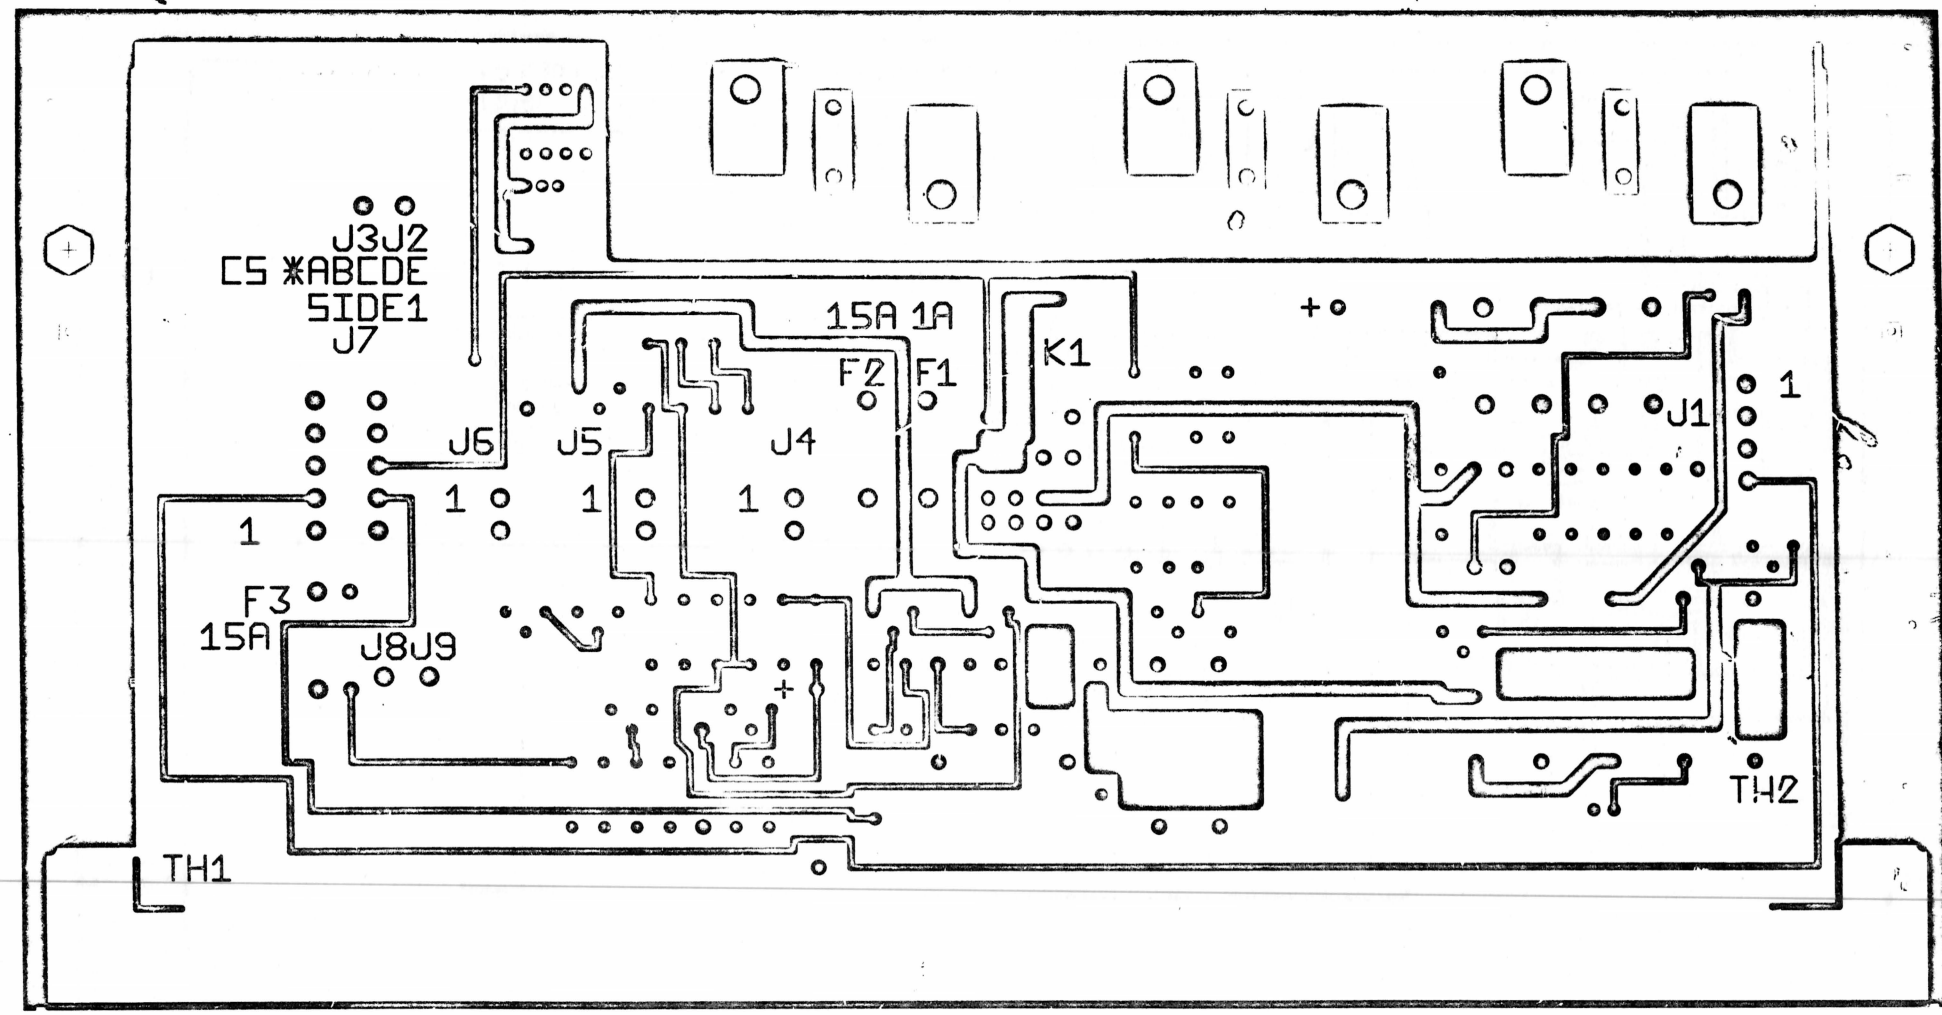 J3J2
C5 *ABCDE
SIDE1
J7
15A 1A
+
F2 F1
K1
1
J1
J6 J5 J4
1 1 1
1
F3
15A
J8J9
+
TH2
TH1